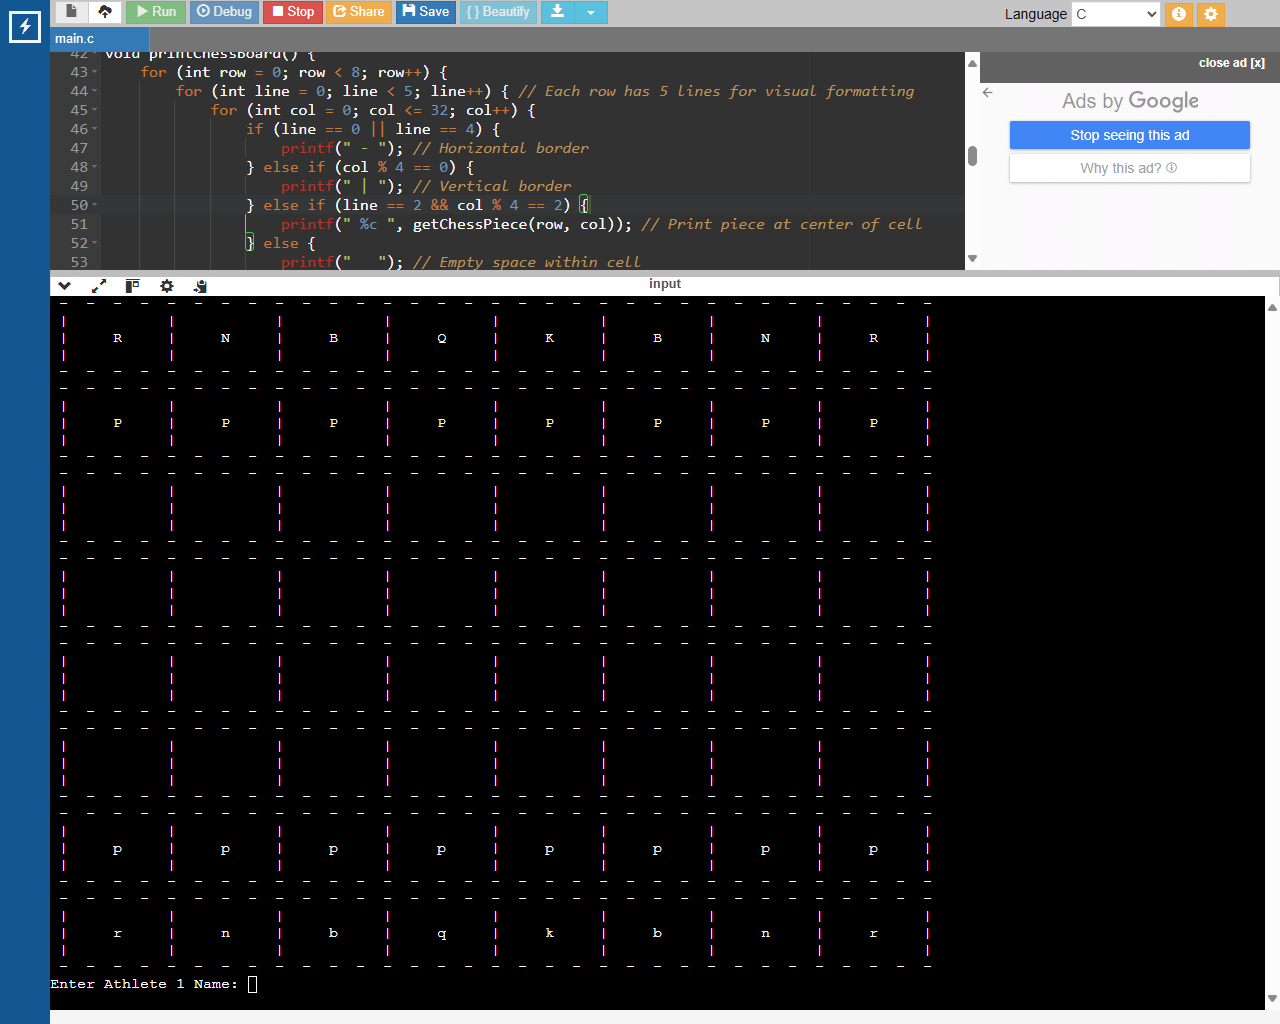 Run Debug Stop Share Save { } Beautify Language C
main.c
42 void printChessBoard() {
43 for (int row = 0; row < 8; row++) {
44 for (int line = 0; line < 5; line++) { // Each row has 5 lines for visual formatting
45 for (int col = 0; col <= 32; col++) {
46 if (line == 0 || line == 4) {
47 printf(" - "); // Horizontal border
48 } else if (col % 4 == 0) {
49 printf(" | "); // Vertical border
50 } else if (line == 2 && col % 4 == 2) {
51 printf(" %c ", getChessPiece(row, col)); // Print piece at center of cell
52 } else {
53 printf("   "); // Empty space within cell
close ad [x]
Ads by Google
Stop seeing this ad
Why this ad?
input
- - - - - - - - - - - - - - - - - - - - - - - - - - - - - - - - -
| | | | | | | | |
| R | N | B | Q | K | B | N | R |
| | | | | | | | |
- - - - - - - - - - - - - - - - - - - - - - - - - - - - - - - - -
- - - - - - - - - - - - - - - - - - - - - - - - - - - - - - - - -
| | | | | | | | |
| P | P | P | P | P | P | P | P |
| | | | | | | | |
- - - - - - - - - - - - - - - - - - - - - - - - - - - - - - - - -
- - - - - - - - - - - - - - - - - - - - - - - - - - - - - - - - -
| | | | | | | | |
| | | | | | | | |
| | | | | | | | |
- - - - - - - - - - - - - - - - - - - - - - - - - - - - - - - - -
- - - - - - - - - - - - - - - - - - - - - - - - - - - - - - - - -
| | | | | | | | |
| | | | | | | | |
| | | | | | | | |
- - - - - - - - - - - - - - - - - - - - - - - - - - - - - - - - -
- - - - - - - - - - - - - - - - - - - - - - - - - - - - - - - - -
| | | | | | | | |
| | | | | | | | |
| | | | | | | | |
- - - - - - - - - - - - - - - - - - - - - - - - - - - - - - - - -
- - - - - - - - - - - - - - - - - - - - - - - - - - - - - - - - -
| | | | | | | | |
| | | | | | | | |
| | | | | | | | |
- - - - - - - - - - - - - - - - - - - - - - - - - - - - - - - - -
- - - - - - - - - - - - - - - - - - - - - - - - - - - - - - - - -
| | | | | | | | |
| p | p | p | p | p | p | p | p |
| | | | | | | | |
- - - - - - - - - - - - - - - - - - - - - - - - - - - - - - - - -
- - - - - - - - - - - - - - - - - - - - - - - - - - - - - - - - -
| | | | | | | | |
| r | n | b | q | k | b | n | r |
| | | | | | | | |
- - - - - - - - - - - - - - - - - - - - - - - - - - - - - - - - -
Enter Athlete 1 Name: